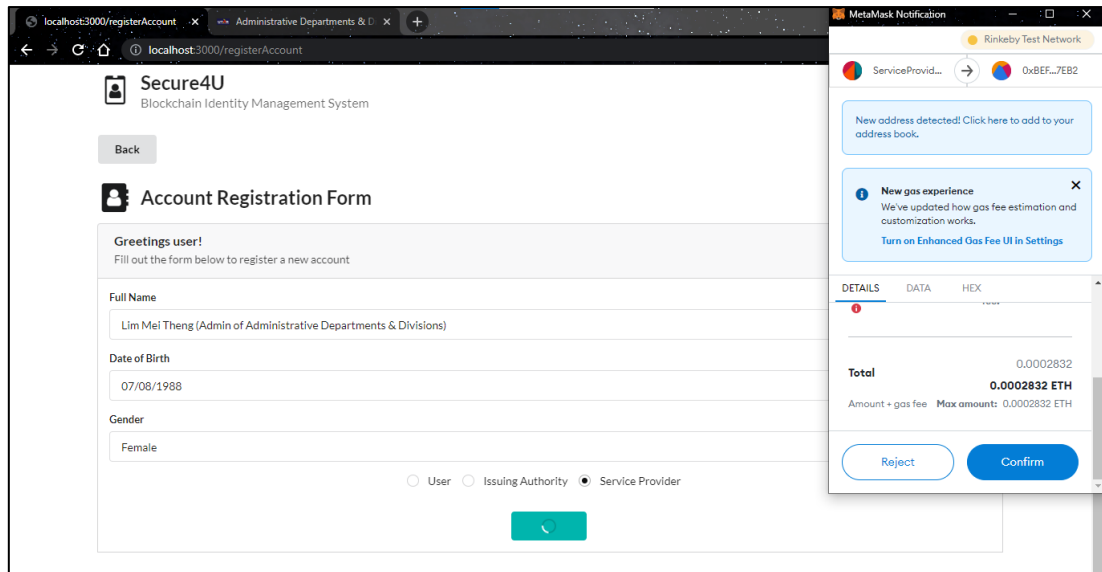 localhost:3000/registerAccount
Administrative Departments & D
localhost:3000/registerAccount
Secure4U
Blockchain Identity Management System
Back
Account Registration Form
Greetings user!
Fill out the form below to register a new account
Full Name
Lim Mei Theng (Admin of Administrative Departments & Divisions)
Date of Birth
07/08/1988
Gender
Female
User Issuing Authority Service Provider
MetaMask Notification
Rinkeby Test Network
ServiceProvid... 0xBEF...7EB2
New address detected! Click here to add to your
address book.
New gas experience
We've updated how gas fee estimation and
customization works.
Turn on Enhanced Gas Fee UI in Settings
DETAILS DATA HEX
Total 0.0002832
0.0002832 ETH
Amount + gas fee Max amount: 0.0002832 ETH
Reject Confirm